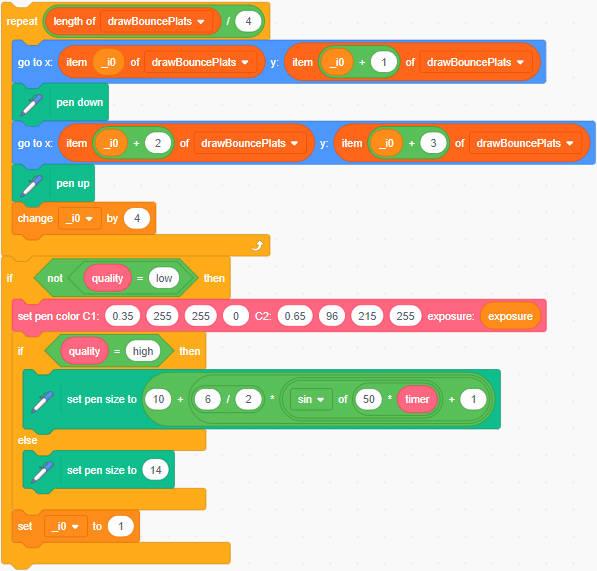 repeat length of drawBouncePlats / 4
go to x: item _i0 of drawBouncePlats y: item _i0 + 1 of drawBouncePlats
pen down
go to x: item _i0 + 2 of drawBouncePlats y: item _i0 + 3 of drawBouncePlats
pen up
change _i0 by 4
if not quality = low then
set pen color C1: 0.35 255 255 0 C2: 0.65 96 215 255 exposure: exposure
if quality = high then
set pen size to 10 + 6 / 2 * sin of 50 * timer + 1
else
set pen size to 14
set _i0 to 1